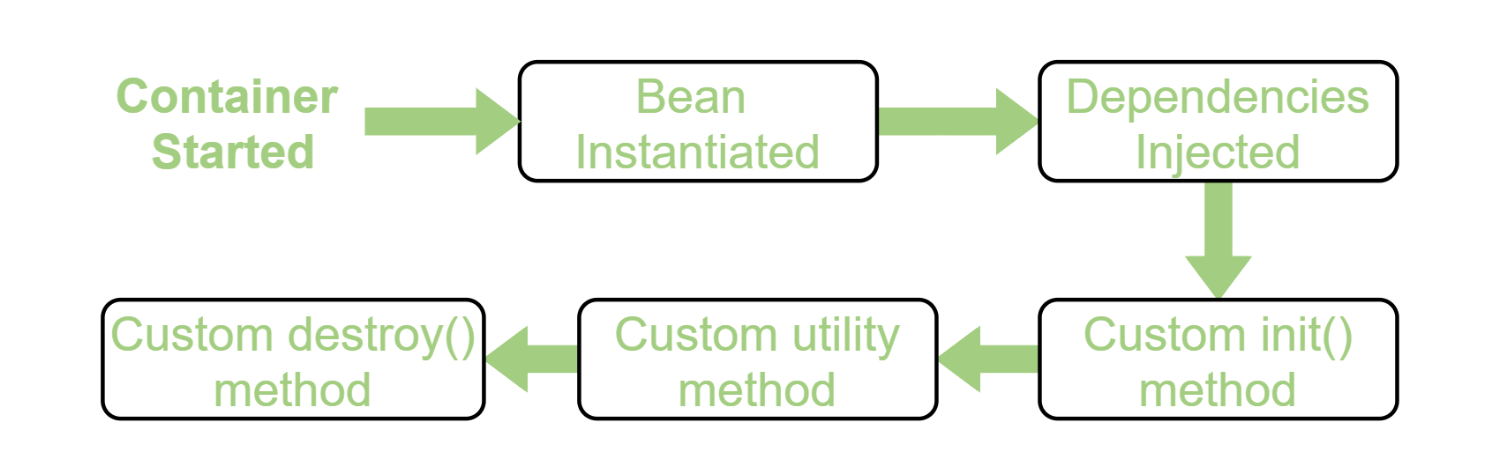 Container
Started
Bean
Instantiated
Dependencies
Injected
Custom init()
method
Custom utility
method
Custom destroy()
method